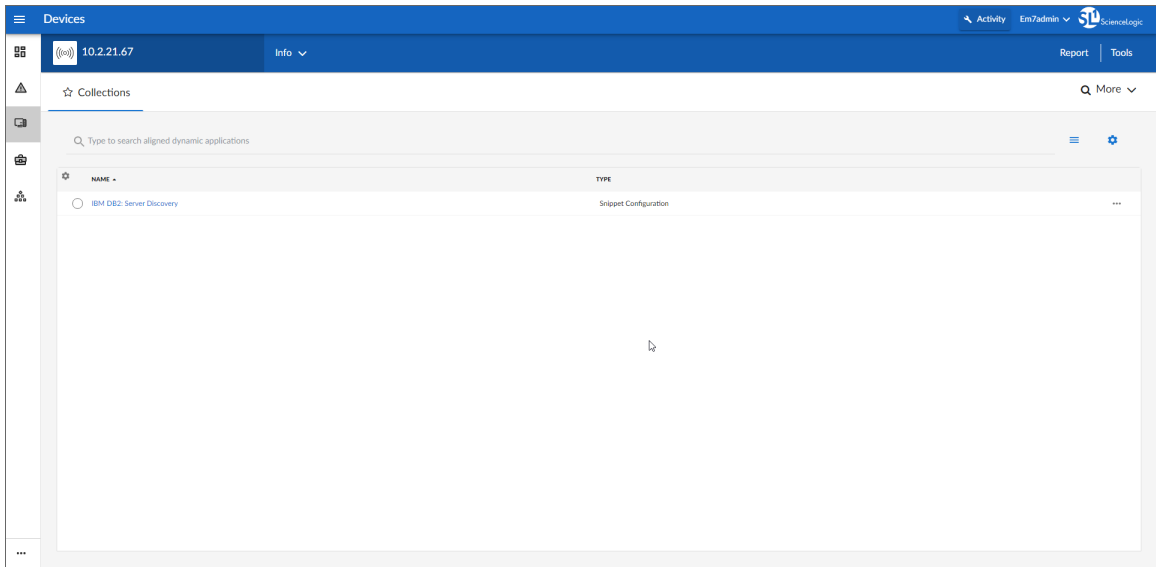 Devices
Activity Em7admin SL1 ScienceLogic
10.2.21.67 Info Report Tools
Collections More
Type to search aligned dynamic applications
NAME TYPE
IBM DB2: Server Discovery Snippet Configuration